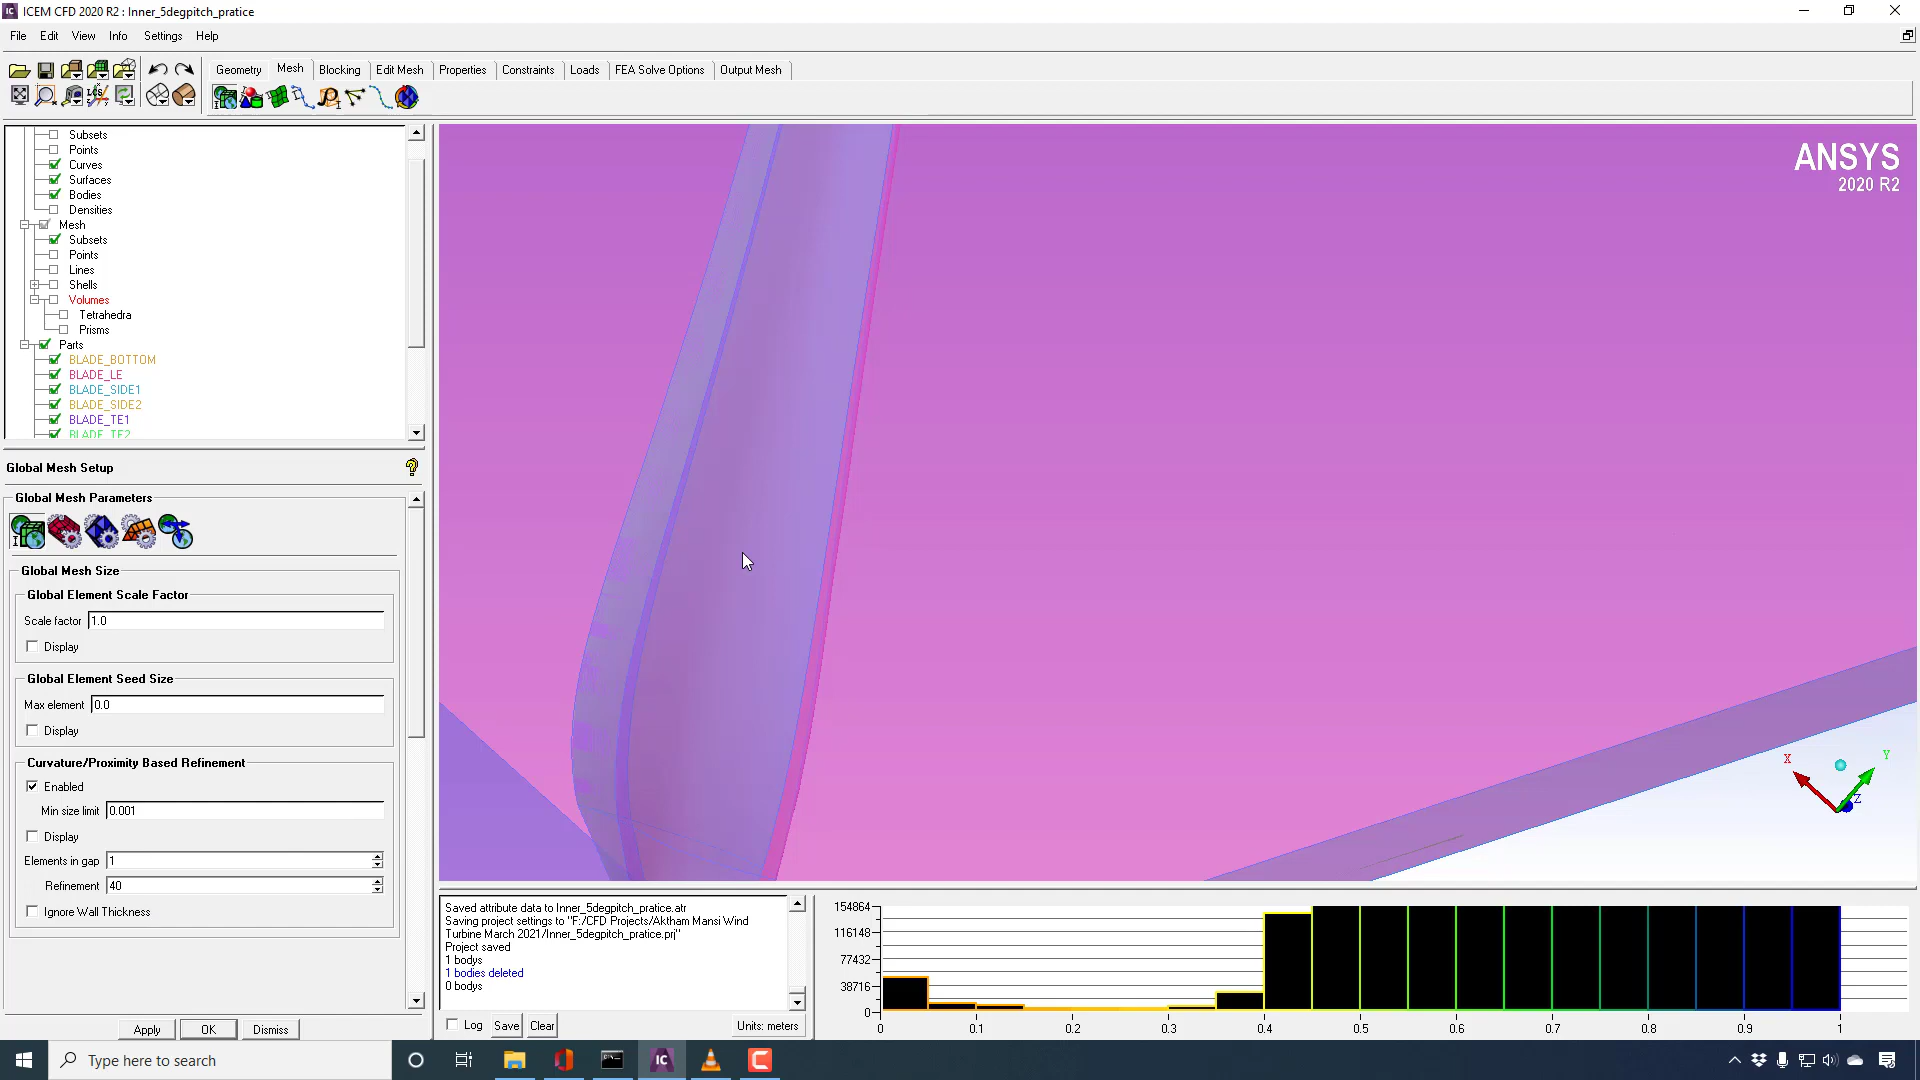 ICEM CFD 2020 R2 : Inner_5degpitch_pratice
File Edit View Info Settings Help
Geometry Mesh Blocking Edit Mesh Properties Constraints Loads FEA Solve Options Output Mesh
Subsets
Points
Curves
Surfaces
Bodies
Densities
Mesh
Subsets
Points
Lines
Shells
Volumes
Tetrahedra
Prisms
Parts
BLADE_BOTTOM
BLADE_LE
BLADE_SIDE1
BLADE_SIDE2
BLADE_TE1
BLADE_TE2
Global Mesh Setup
Global Mesh Parameters
Global Mesh Size
Global Element Scale Factor
Scale factor 1.0
Display
Global Element Seed Size
Max element 0.0
Display
Curvature/Proximity Based Refinement
Enabled
Min size limit 0.001
Display
Elements in gap 1
Refinement 40
Ignore Wall Thickness
Apply OK Dismiss
ANSYS
2020 R2
X Y Z
Saved attribute data to Inner_5degpitch_pratice.atr
Saving project settings to "F:/CFD Projects/Aktham Mansi Wind
Turbine March 2021/Inner_5degpitch_pratice.prj"
Project saved
1 bodys
1 bodies deleted
0 bodys
Log Save Clear Units: meters
154864
116148
77432
38716
0
0 0.1 0.2 0.3 0.4 0.5 0.6 0.7 0.8 0.9 1
Type here to search
IC